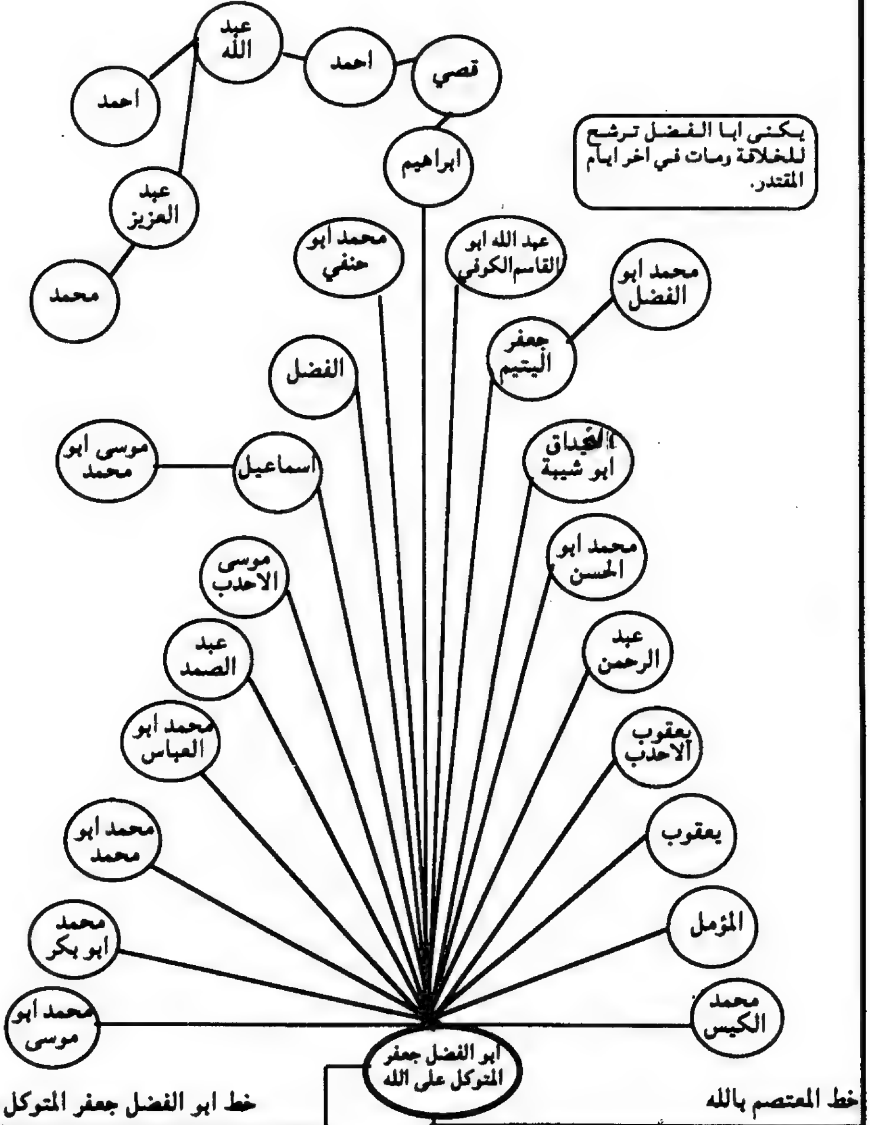 عبد
الله
احمد
قصي
احمد
ابراهيم
يكنى ابا الفضل ترشح
للخلافة ومات في اخر ايام
المقتدر.
عبد
العزيز
محمد
محمد أبو
حنفي
عبد الله ابو
القاسم الكوفي
محمد ابو
الفضل
جعفر
اليتيم
الفضل
ابو شيبة
موسى ابو
محمد
اسماعيل
محمد ابو
الحسن
موسى
الاحدب
عبد
الرحمن
عبد
الصمد
يعقوب
الاحدب
محمد ابو
العباس
يعقوب
محمد ابو
محمد
المؤمل
محمد
ابو بكر
محمد
الكيس
محمد أبو
موسى
أبو الفضل جعفر
المتوكل على الله
خط المعتصم بالله
خط ابو الفضل جعفر المتوكل